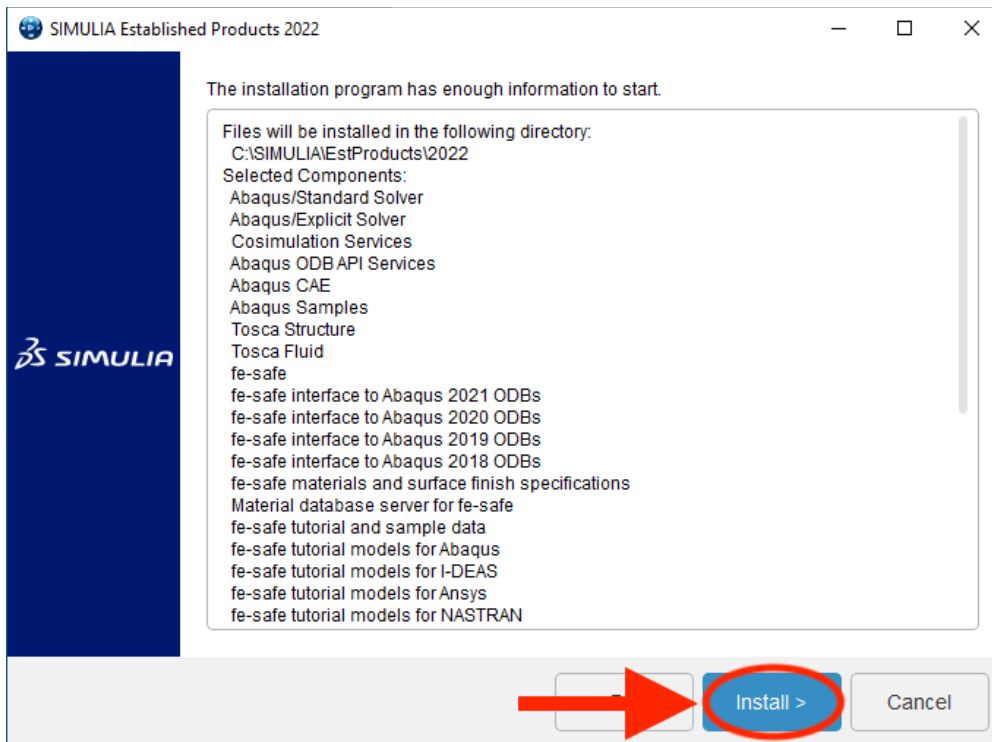 SIMULIA Established Products 2022
The installation program has enough information to start.
Files will be installed in the following directory:
C:\SIMULIA\EstProducts\2022
Selected Components:
Abaqus/Standard Solver
Abaqus/Explicit Solver
Cosimulation Services
Abaqus ODB API Services
Abaqus CAE
Abaqus Samples
Tosca Structure
Tosca Fluid
fe-safe
fe-safe interface to Abaqus 2021 ODBs
fe-safe interface to Abaqus 2020 ODBs
fe-safe interface to Abaqus 2019 ODBs
fe-safe interface to Abaqus 2018 ODBs
fe-safe materials and surface finish specifications
Material database server for fe-safe
fe-safe tutorial and sample data
fe-safe tutorial models for Abaqus
fe-safe tutorial models for I-DEAS
fe-safe tutorial models for Ansys
fe-safe tutorial models for NASTRAN
SIMULIA
Install >
Cancel